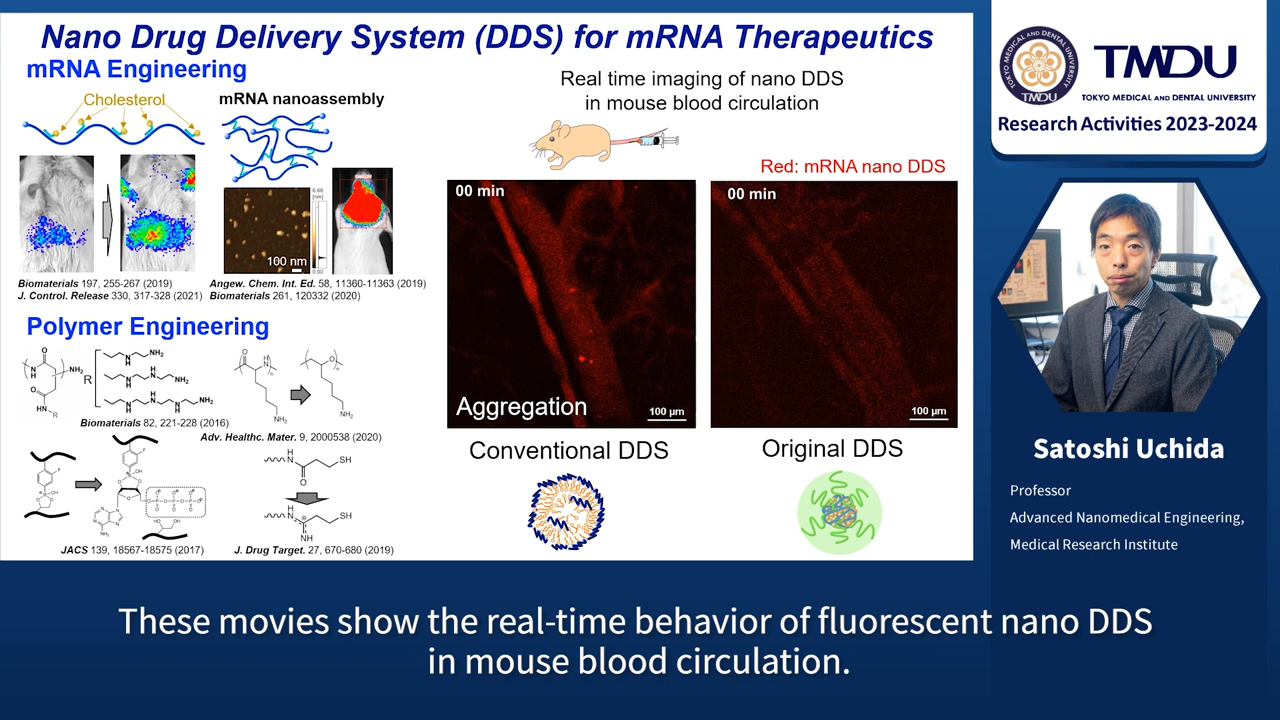 Nano Drug Delivery System (DDS) for mRNA Therapeutics
mRNA Engineering
Cholesterol
mRNA nanoassembly
100 nm
Biomaterials 197, 255-267 (2019)
J. Control. Release 330, 317-328 (2021)
Angew. Chem. Int. Ed. 58, 11360-11363 (2019)
Biomaterials 261, 120332 (2020)
Polymer Engineering
Biomaterials 82, 221-228 (2016)
Adv. Healthc. Mater. 9, 2000538 (2020)
JACS 139, 18567-18575 (2017)
J. Drug Target. 27, 670-680 (2019)
Real time imaging of nano DDS
in mouse blood circulation
Red: mRNA nano DDS
00 min
Aggregation
100 µm
00 min
100 µm
Conventional DDS
Original DDS
TOKYO MEDICAL AND DENTAL UNIVERSITY
TMDU
TMDU
TOKYO MEDICAL AND DENTAL UNIVERSITY
Research Activities 2023-2024
Satoshi Uchida
Professor
Advanced Nanomedical Engineering,
Medical Research Institute
These movies show the real-time behavior of fluorescent nano DDS
in mouse blood circulation.